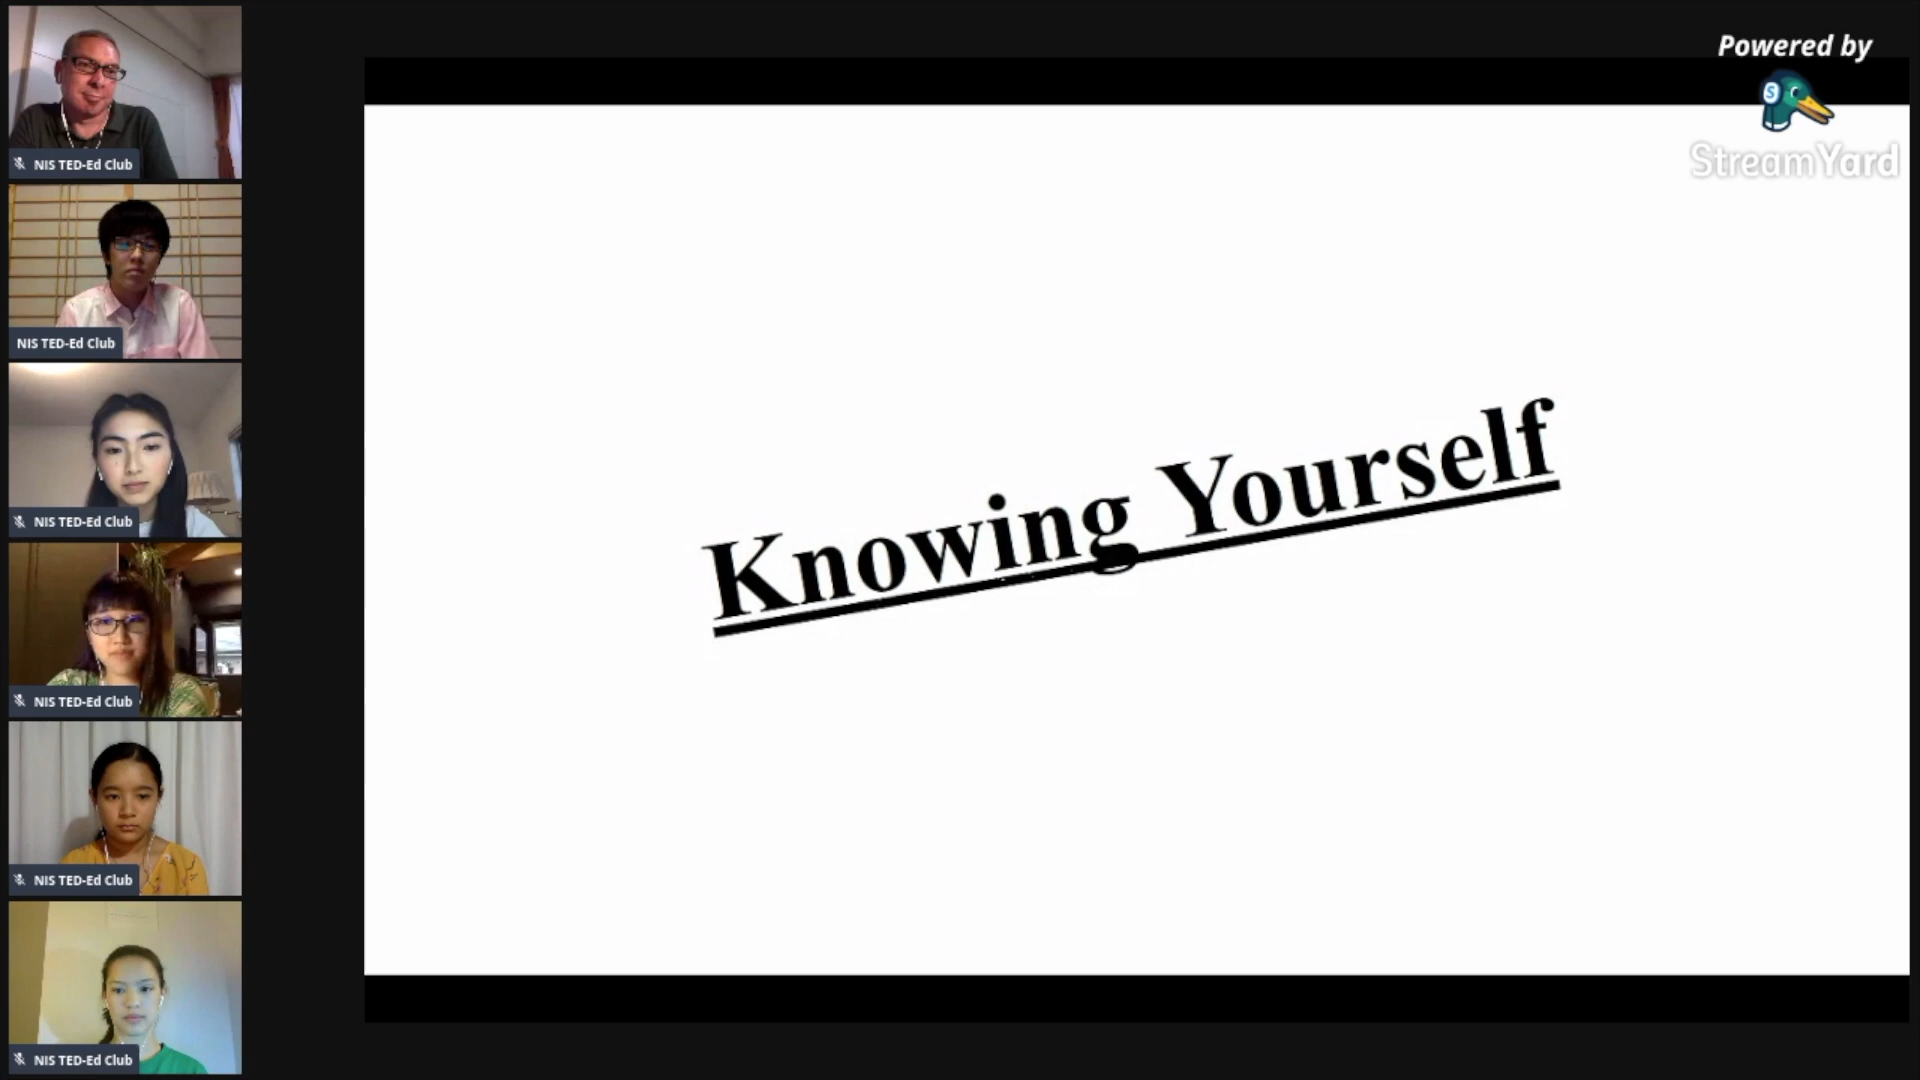 NIS TED-Ed Club
NIS TED-Ed Club
NIS TED-Ed Club
NIS TED-Ed Club
NIS TED-Ed Club
NIS TED-Ed Club
Knowing Yourself
Powered by
S
StreamYard